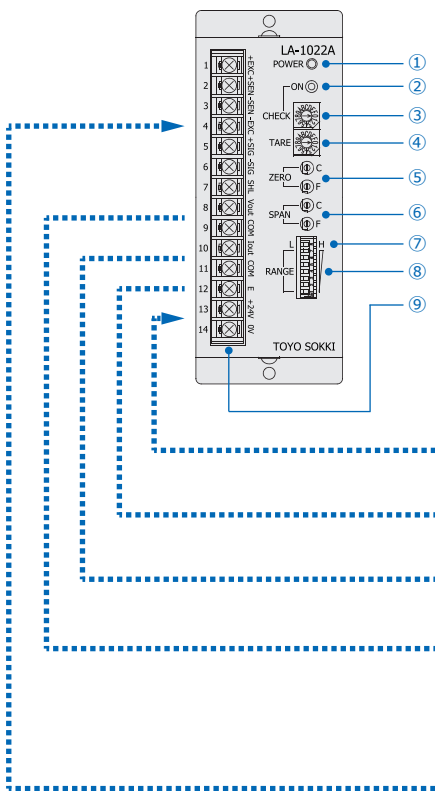 LA-1022A
POWER ①
ON ②
CHECK ③
TARE ④
ZERO C F ⑤
SPAN C F ⑥
L H ⑦
RANGE ⑧
⑨
1 +EXC
2 +SEN
3 -SEN
4 -EXC
5 +SIG
6 -SIG
7 SHL
8 Vout
9 COM
10 Iout
11 COM
12 E
13 +24V
14 0V
TOYO SOKKI